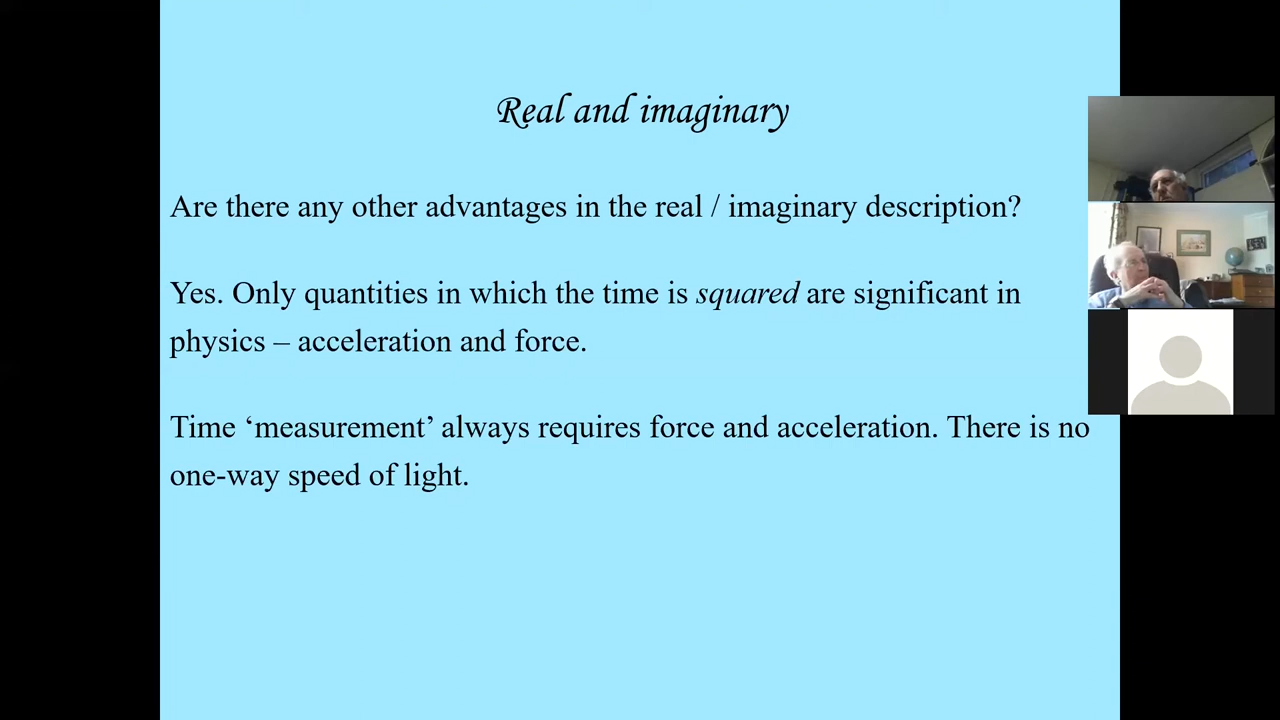 Real and imaginary
Are there any other advantages in the real / imaginary description?
Yes. Only quantities in which the time is squared are significant in
physics – acceleration and force.
Time ‘measurement’ always requires force and acceleration. There is no
one-way speed of light.